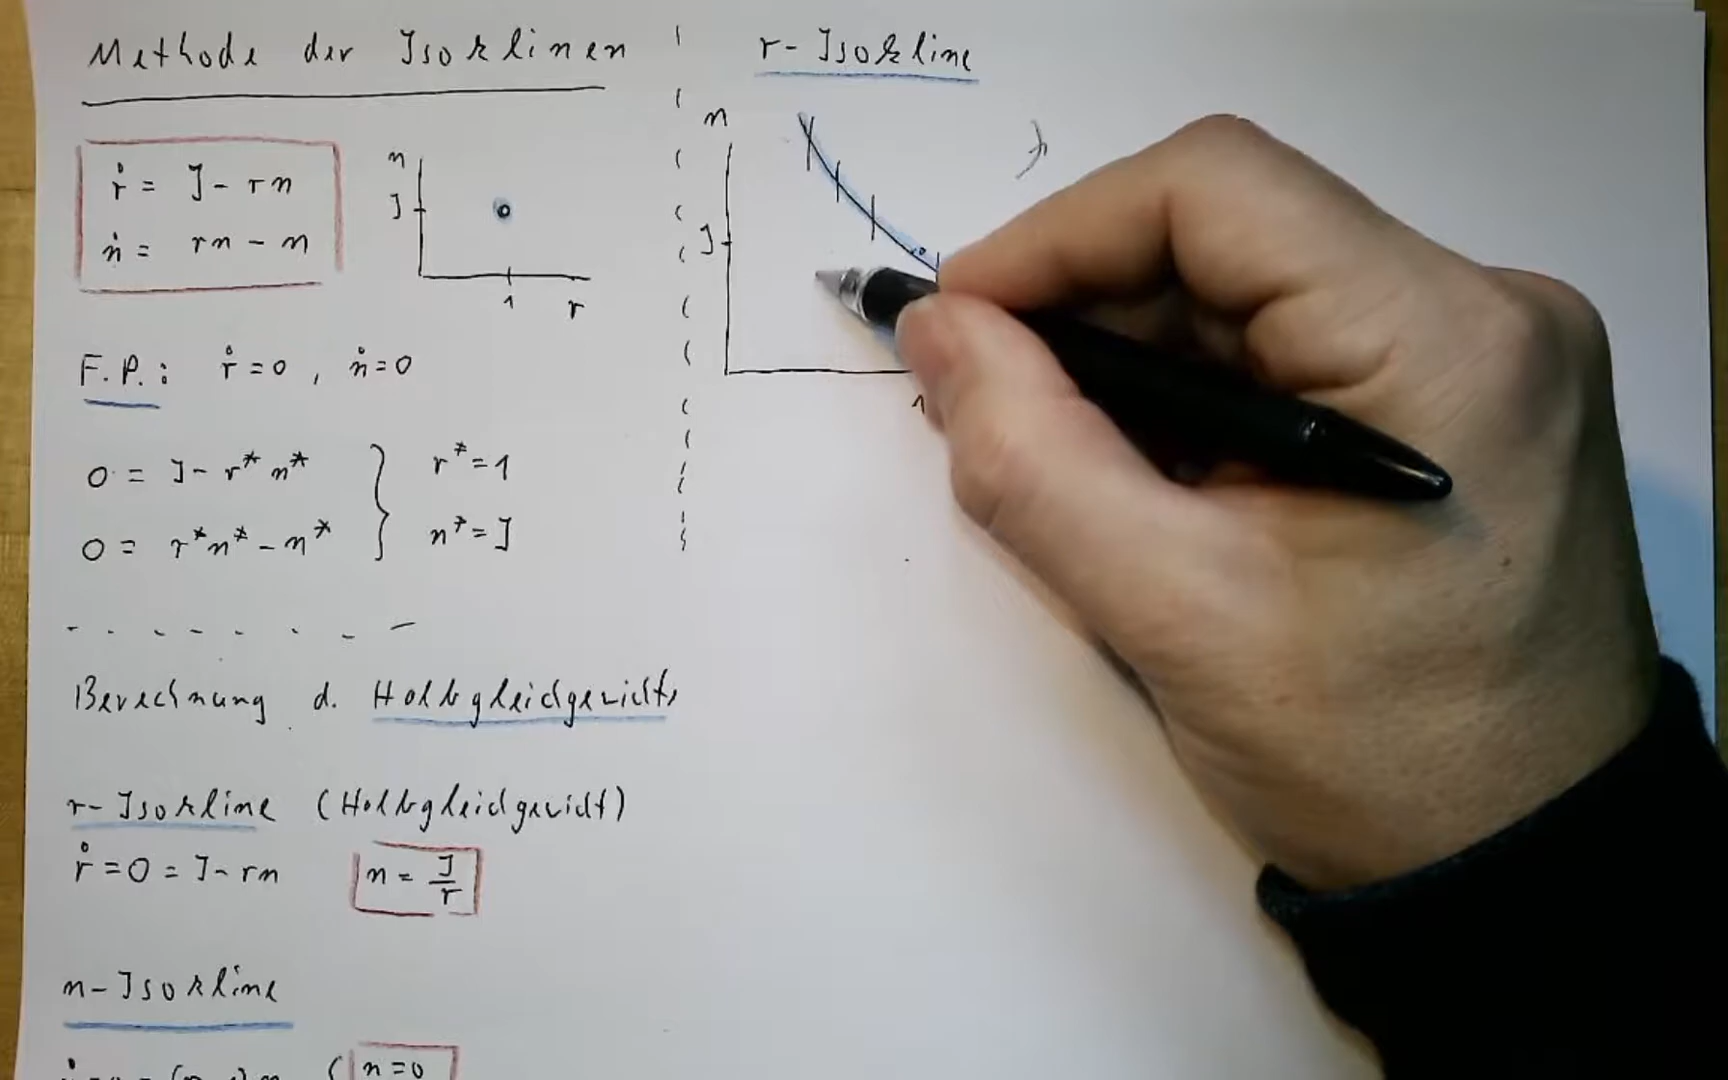 Methode der Isoklinen
ṙ = J - rn
ṅ = rn - n
n
J
1
r
F.P.: ṙ=0, ṅ=0
0 = J - r* n*
0 = r*n* - n*
r*=1
n*=J
Berechnung d. Halbgleichgewichts
r-Isokline (Halbgleichgewicht)
ṙ=0=J-rn n = J/r
n-Isokline
n=0
r-Isokline
n
J
1